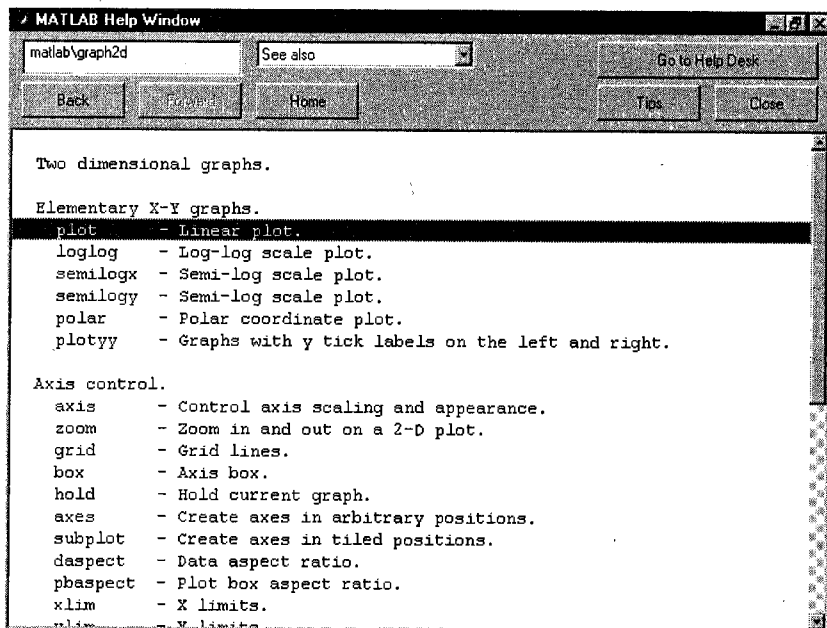 MATLAB Help Window
matlab\graph2d
See also
Go to Help Desk
Back
Forward
Home
Tips
Close
Two dimensional graphs.
Elementary X-Y graphs.
plot - Linear plot.
loglog - Log-log scale plot.
semilogx - Semi-log scale plot.
semilogy - Semi-log scale plot.
polar - Polar coordinate plot.
plotyy - Graphs with y tick labels on the left and right.
Axis control.
axis - Control axis scaling and appearance.
zoom - Zoom in and out on a 2-D plot.
grid - Grid lines.
box - Axis box.
hold - Hold current graph.
axes - Create axes in arbitrary positions.
subplot - Create axes in tiled positions.
daspect - Data aspect ratio.
pbaspect - Plot box aspect ratio.
xlim - X limits.
ylim - Y limits.